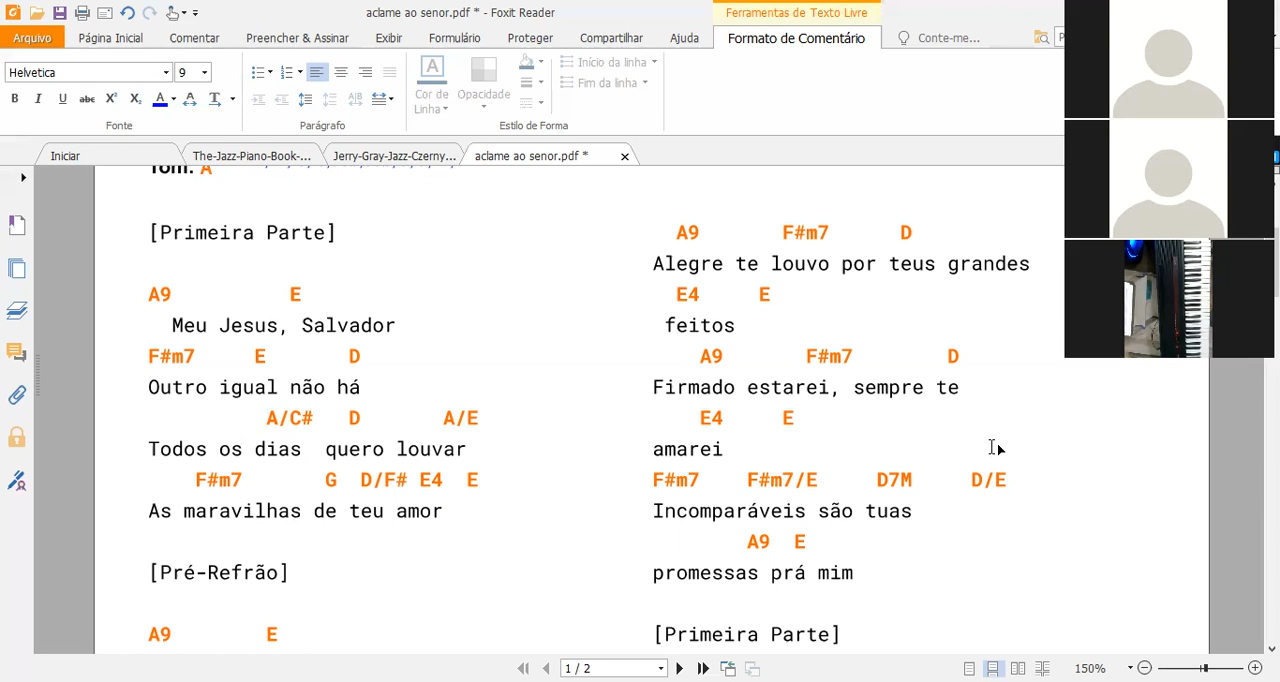 aclame ao senor.pdf * - Foxit Reader
Ferramentas de Texto Livre
Arquivo Página Inicial Comentar Preencher & Assinar Exibir Formulário Proteger Compartilhar Ajuda Formato de Comentário Conte-me... P
Helvetica 9
Cor de Linha Opacidade
Início da linha
Fim da linha
Fonte Parágrafo Estilo de Forma
Iniciar The-Jazz-Piano-Book-... Jerry-Gray-Jazz-Czerny... aclame ao senor.pdf *
Tom: A
[Primeira Parte]
A9 E
Meu Jesus, Salvador
F#m7 E D
Outro igual não há
A/C# D A/E
Todos os dias quero louvar
F#m7 G D/F# E4 E
As maravilhas de teu amor
[Pré-Refrão]
A9 E
A9 F#m7 D
Alegre te louvo por teus grandes
E4 E
feitos
A9 F#m7 D
Firmado estarei, sempre te
E4 E
amarei
F#m7 F#m7/E D7M D/E
Incomparáveis são tuas
A9 E
promessas prá mim
[Primeira Parte]
1 / 2
150%